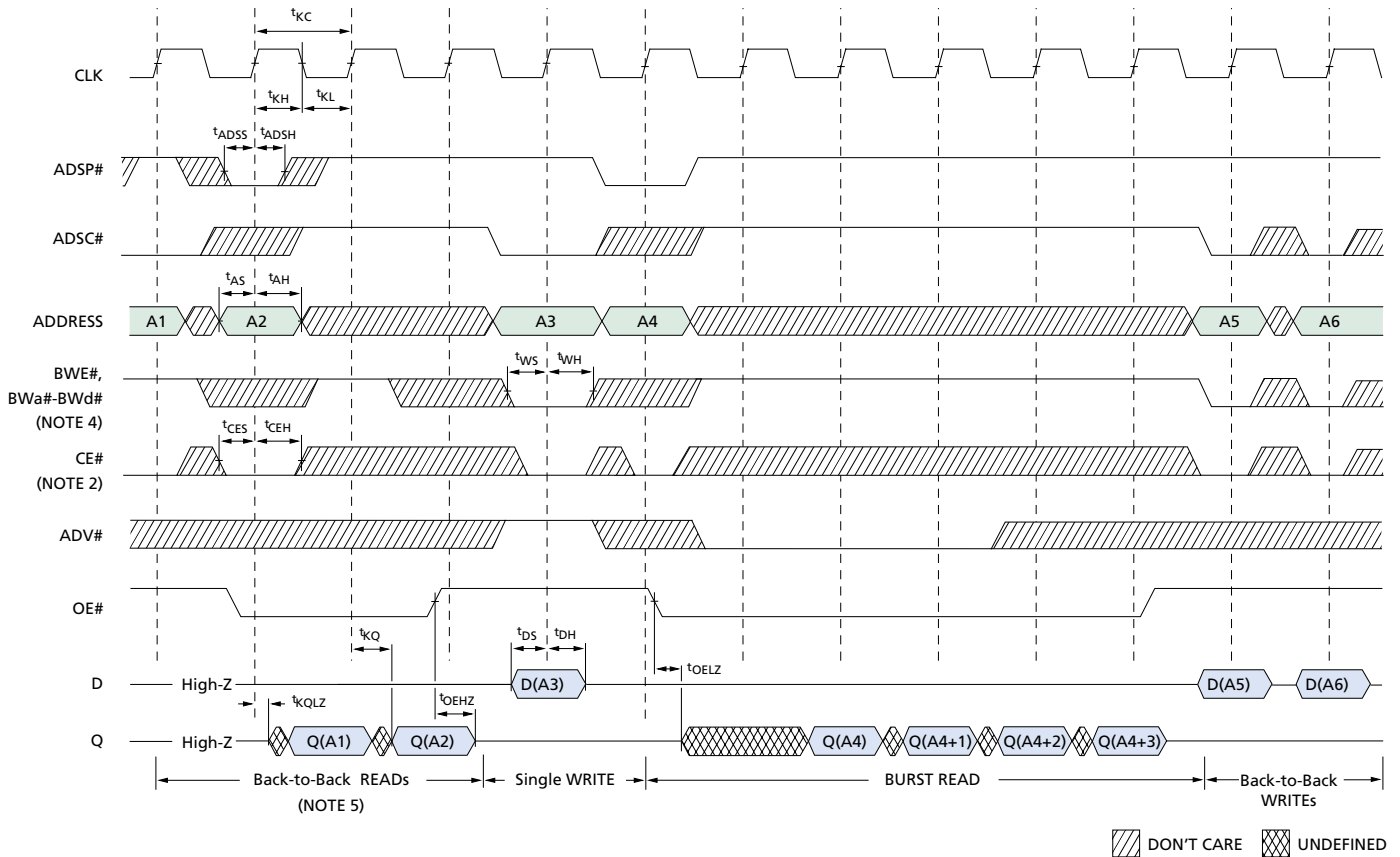 tKC
CLK
tKH tKL
tADSS tADSH
ADSP#
ADSC#
tAS tAH
ADDRESS A1 A2 A3 A4 A5 A6
BWE#,
BWa#-BWd#
(NOTE 4)
tWS tWH
tCES tCEH
CE#
(NOTE 2)
ADV#
OE#
tKQ tDS tDH
tOELZ
D High-Z D(A3) D(A5) D(A6)
tKQLZ tOEHZ
Q High-Z Q(A1) Q(A2) Q(A4) Q(A4+1) Q(A4+2) Q(A4+3)
Back-to-Back READs
(NOTE 5)
Single WRITE
BURST READ
Back-to-Back
WRITEs
DON'T CARE UNDEFINED